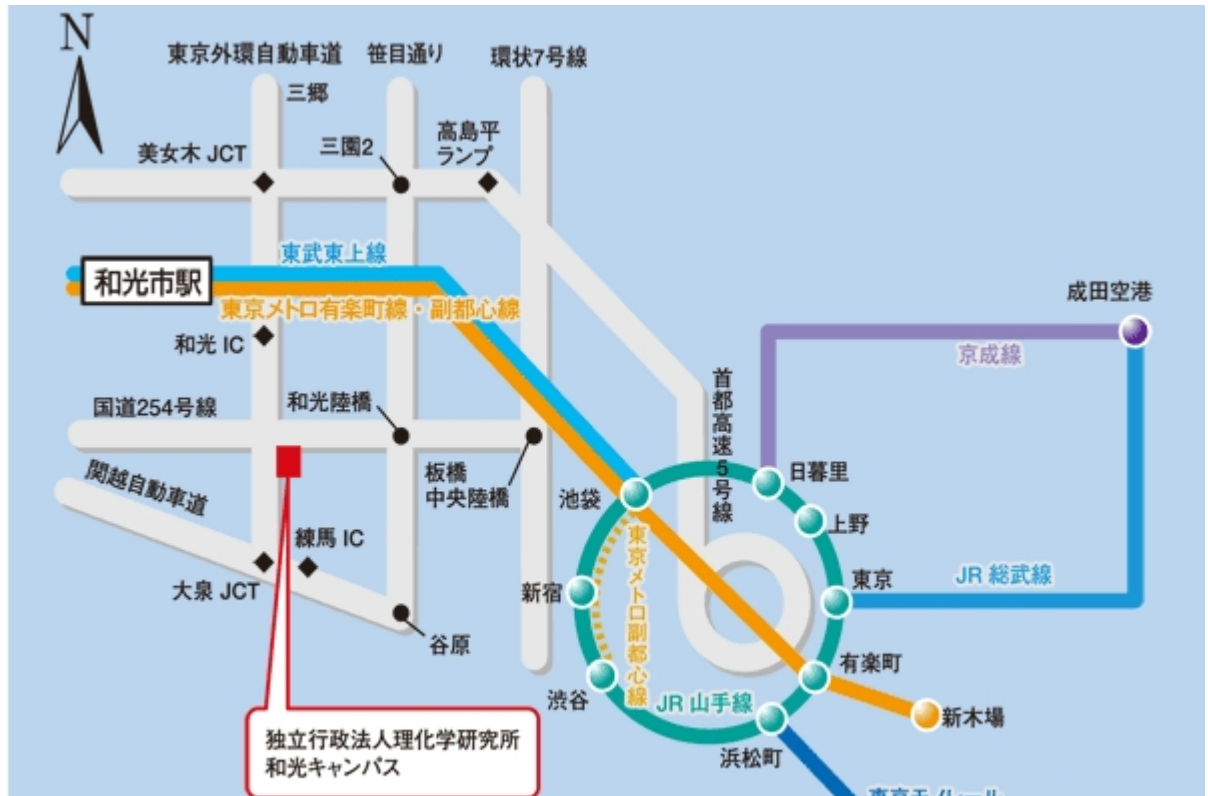 N
東京外環自動車道
笹目通り
環状7号線
三郷
美女木 JCT
三園2
高島平
ランプ
東武東上線
和光市駅
東京メトロ有楽町線・副都心線
成田空港
和光 IC
京成線
国道254号線
和光陸橋
首都高速5号線
関越自動車道
板橋
中央陸橋
池袋
日暮里
上野
練馬 IC
大泉 JCT
新宿
東京メトロ副都心線
東京
JR 総武線
谷原
有楽町
渋谷
JR 山手線
新木場
浜松町
独立行政法人理化学研究所
和光キャンパス
東京モノレール